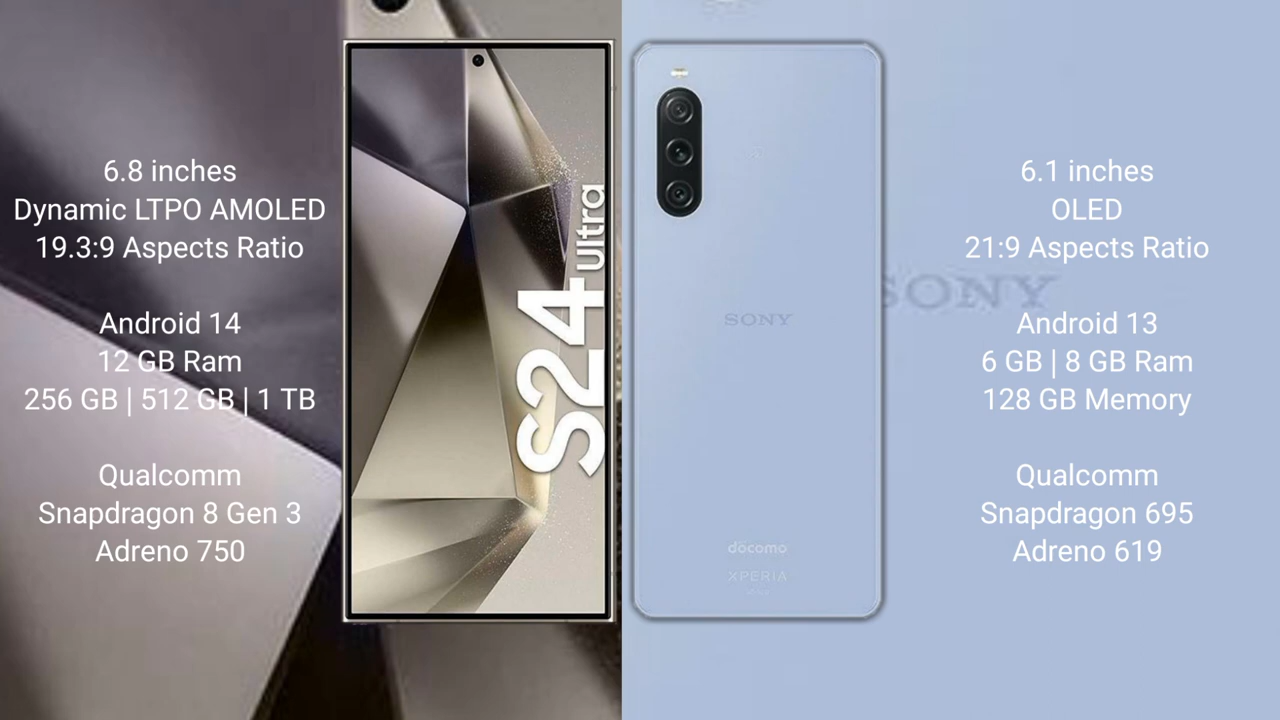 6.8 inches
Dynamic LTPO AMOLED
19.3:9 Aspects Ratio
Android 14
12 GB Ram
256 GB | 512 GB | 1 TB
Qualcomm
Snapdragon 8 Gen 3
Adreno 750
S24 Ultra
SONY
docomo
XPERIA
SONY
6.1 inches
OLED
21:9 Aspects Ratio
Android 13
6 GB | 8 GB Ram
128 GB Memory
Qualcomm
Snapdragon 695
Adreno 619